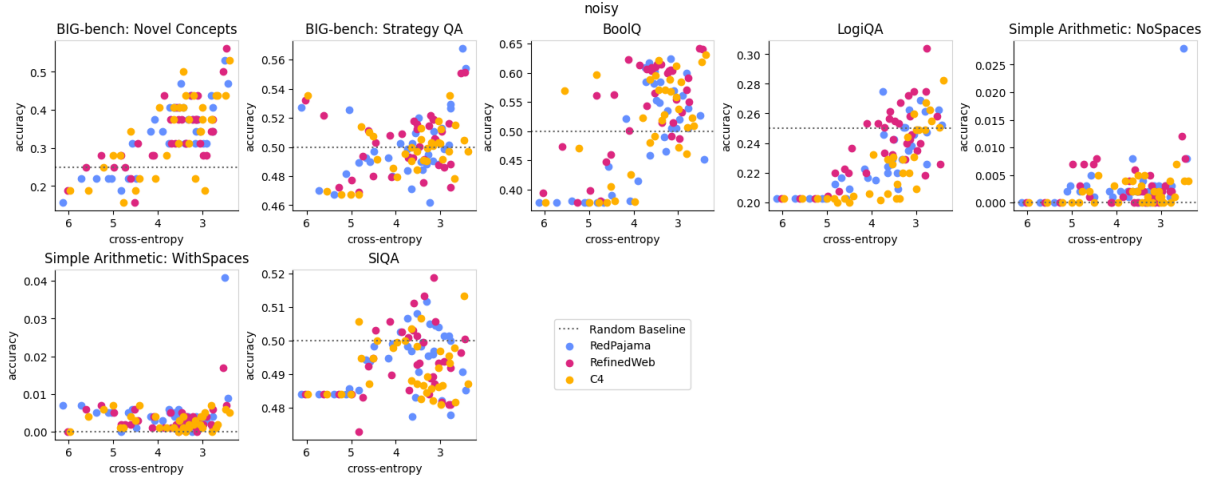 noisy
BIG-bench: Novel Concepts
accuracy
0.5
0.4
0.3
0.2
6 5 4 3
cross-entropy
BIG-bench: Strategy QA
accuracy
0.56
0.54
0.52
0.50
0.48
0.46
6 5 4 3
cross-entropy
BoolQ
accuracy
0.65
0.60
0.55
0.50
0.45
0.40
6 5 4 3
cross-entropy
LogiQA
accuracy
0.30
0.28
0.26
0.24
0.22
0.20
6 5 4 3
cross-entropy
Simple Arithmetic: NoSpaces
accuracy
0.025
0.020
0.015
0.010
0.005
0.000
6 5 4 3
cross-entropy
Simple Arithmetic: WithSpaces
accuracy
0.04
0.03
0.02
0.01
0.00
6 5 4 3
cross-entropy
SIQA
accuracy
0.52
0.51
0.50
0.49
0.48
6 5 4 3
cross-entropy
Random Baseline
RedPajama
RefinedWeb
C4